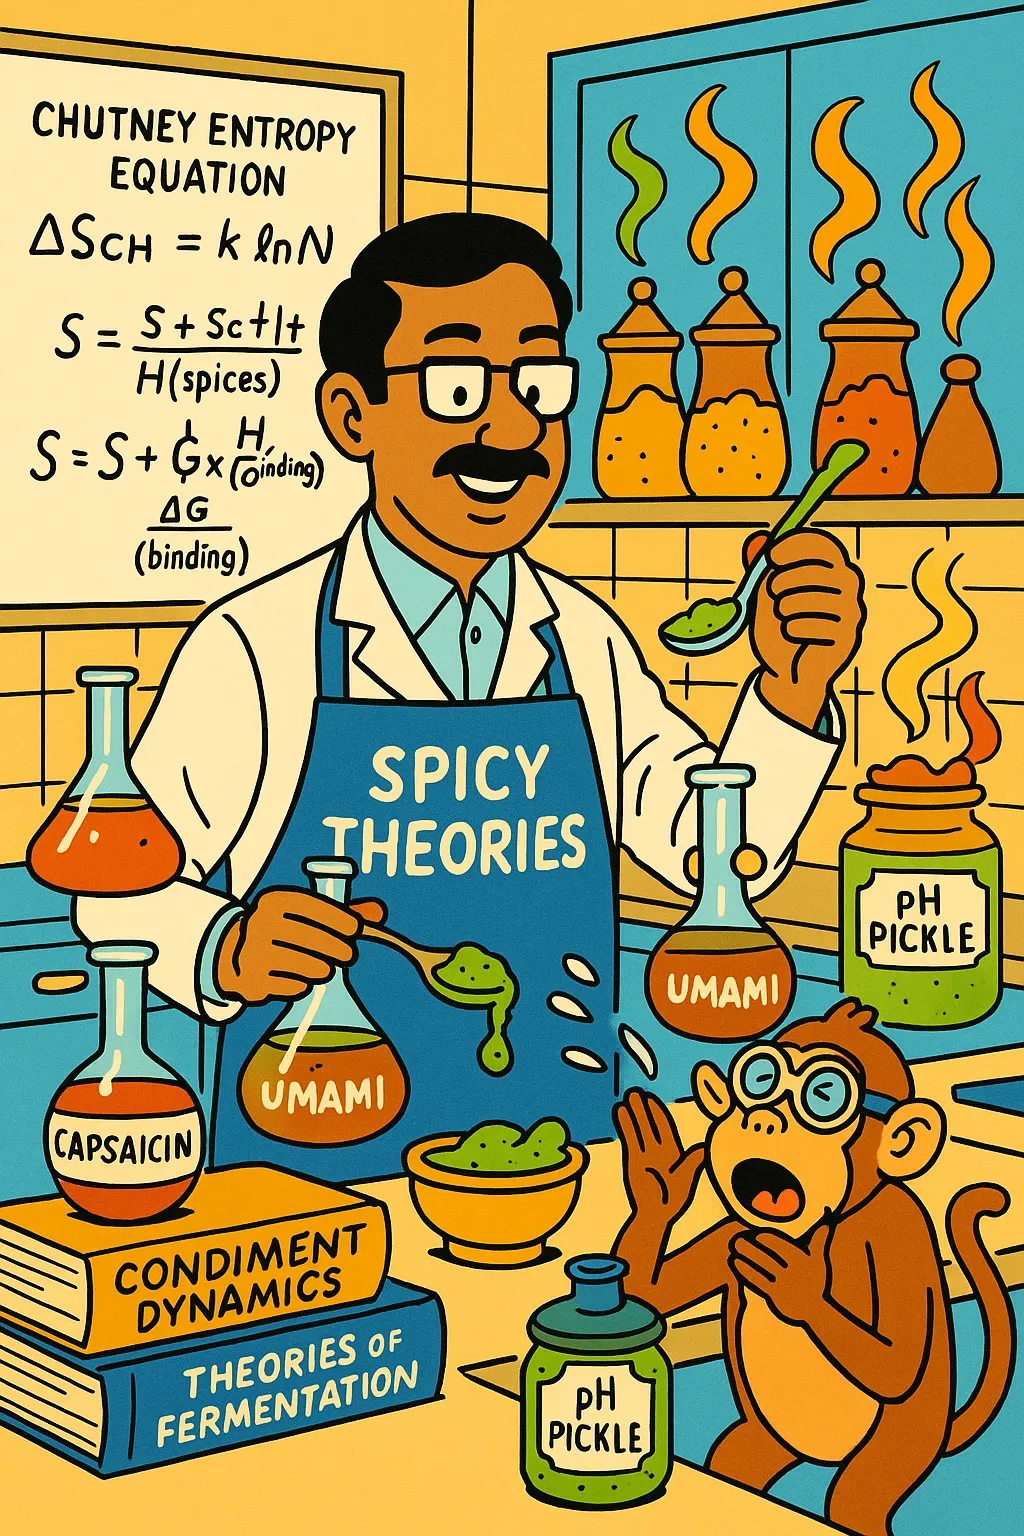 CHUTNEY ENTROPY
EQUATION
ΔSCH = k lnN
S = S + Sc+lt
H(spices)
S = S + G x H,
(binding)
ΔG
(binding)
SPICY
THEORIES
pH
PICKLE
UMAMI
UMAMI
CAPSAICIN
CONDIMENT
DYNAMICS
THEORIES OF
FERMENTATION
pH
PICKLE